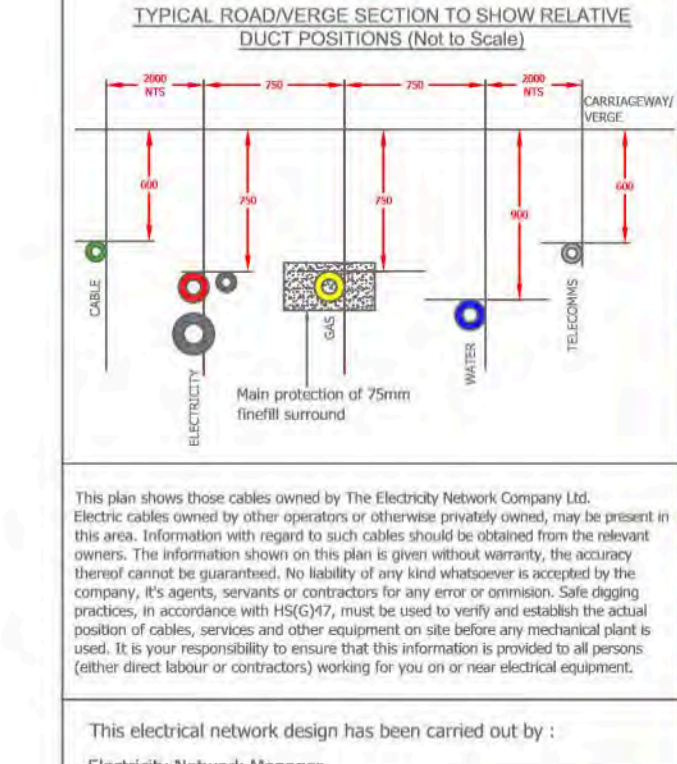 TYPICAL ROAD/VERGE SECTION TO SHOW RELATIVE
DUCT POSITIONS (Not to Scale)
2000
NTS
750
750
2000
NTS
CARRIAGEWAY/
VERGE
600
750
750
900
600
CABLE
ELECTRICITY
GAS
WATER
TELECOMMS
Main protection of 75mm
finefill surround
This plan shows those cables owned by The Electricity Network Company Ltd.
Electric cables owned by other operators or otherwise privately owned, may be present in
this area. Information with regard to such cables should be obtained from the relevant
owners. The information shown on this plan is given without warranty, the accuracy
thereof cannot be guaranteed. No liability of any kind whatsoever is accepted by the
company, it's agents, servants or contractors for any error or ommision. Safe digging
practices, in accordance with HS(G)47, must be used to verify and establish the actual
position of cables, services and other equipment on site before any mechanical plant is
used. It is your responsibility to ensure that this information is provided to all persons
(either direct labour or contractors) working for you on or near electrical equipment.
This electrical network design has been carried out by :
Electricity Network Manager